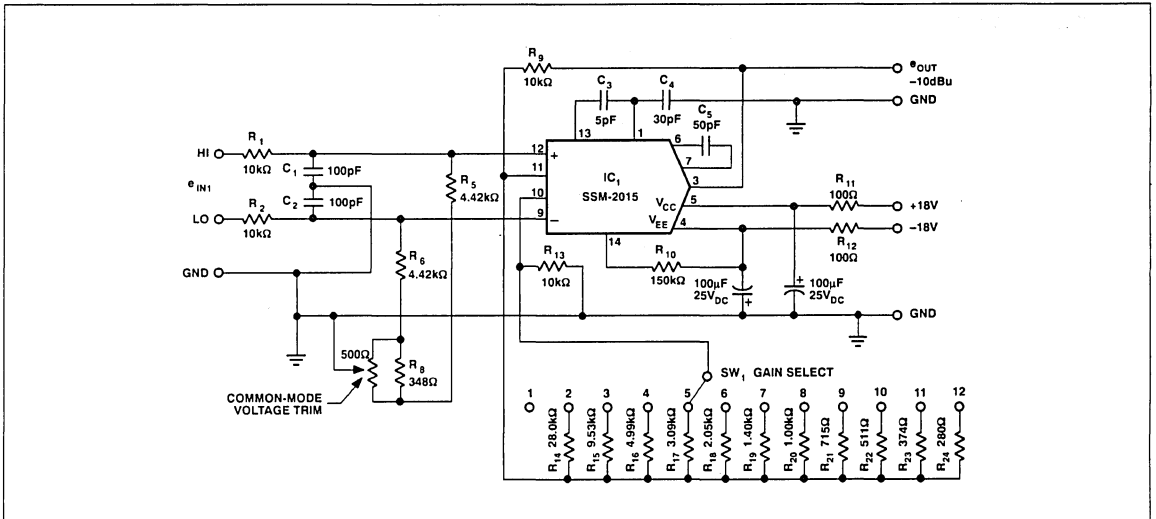 R9
10kΩ
eOUT
-10dBu
C3
C4
GND
5pF
30pF
C5
50pF
13
1
6
R1
HI
12
+
7
10kΩ
C1
100pF
11
R5
4.42kΩ
IC1
SSM-2015
3
R11
100Ω
eIN1
10
C2
100pF
VCC
5
+18V
R2
LO
9
−
VEE
4
−18V
10kΩ
R12
100Ω
14
R6
4.42kΩ
R13
10kΩ
R10
150kΩ
GND
100µF
25VDC
+
100µF
25VDC
+
GND
500Ω
R8
348Ω
SW1 GAIN SELECT
COMMON-MODE
VOLTAGE TRIM
1 2 3 4 5 6 7 8 9 10 11 12
R14 28.0kΩ
R15 9.53kΩ
R16 4.99kΩ
R17 3.09kΩ
R18 2.05kΩ
R19 1.40kΩ
R20 1.00kΩ
R21 715Ω
R22 511Ω
R23 374Ω
R24 280Ω